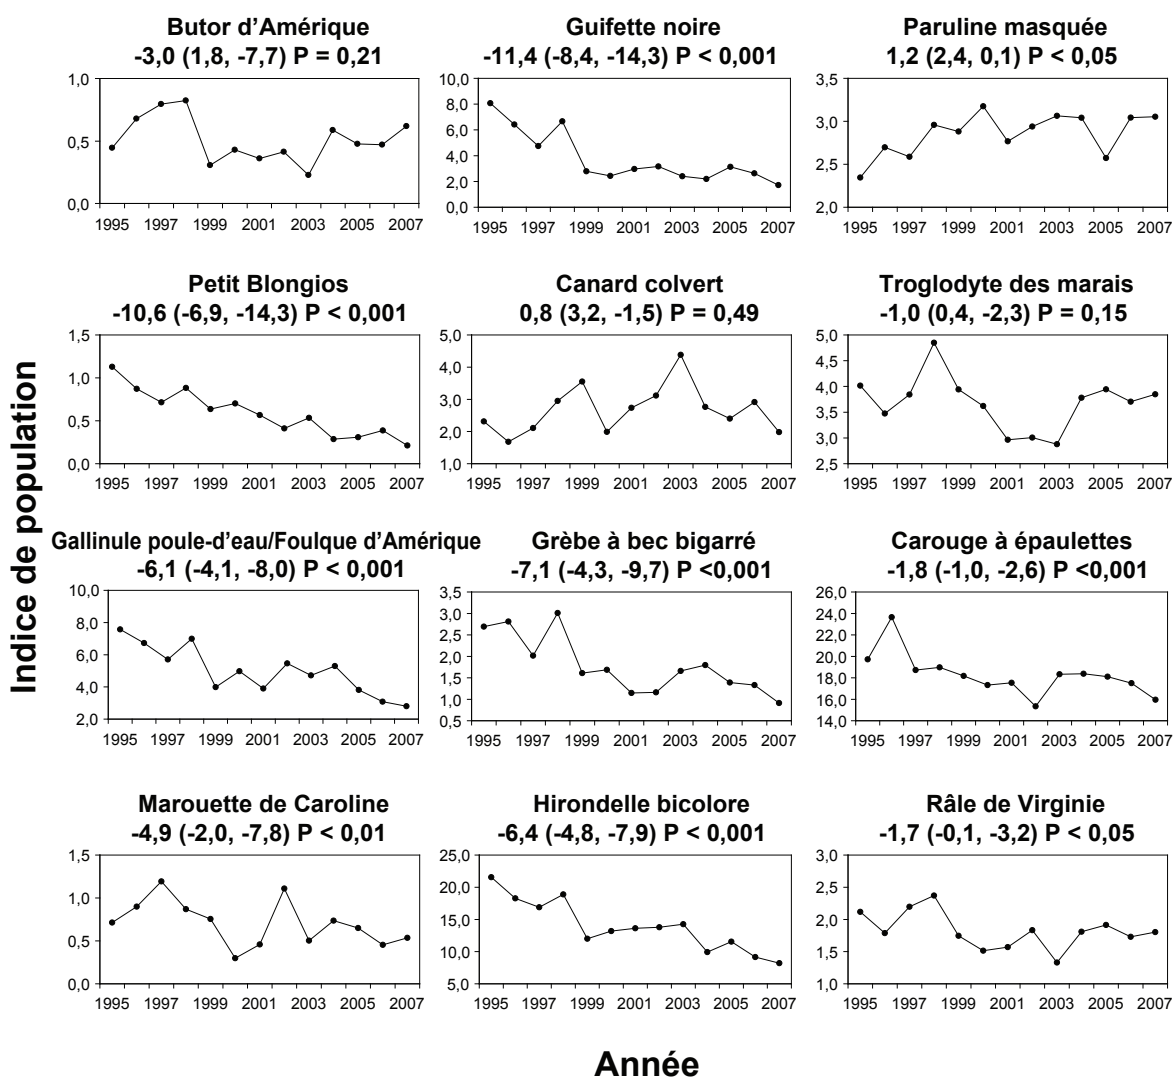 Butor d’Amérique
-3,0 (1,8, -7,7) P = 0,21
1,0
0,5
0,0
1995 1997 1999 2001 2003 2005 2007
Guifette noire
-11,4 (-8,4, -14,3) P < 0,001
10,0
8,0
6,0
4,0
2,0
0,0
1995 1997 1999 2001 2003 2005 2007
Paruline masquée
1,2 (2,4, 0,1) P < 0,05
3,5
3,0
2,5
2,0
1995 1997 1999 2001 2003 2005 2007
Petit Blongios
-10,6 (-6,9, -14,3) P < 0,001
1,5
1,0
0,5
0,0
1995 1997 1999 2001 2003 2005 2007
Canard colvert
0,8 (3,2, -1,5) P = 0,49
5,0
4,0
3,0
2,0
1,0
1995 1997 1999 2001 2003 2005 2007
Troglodyte des marais
-1,0 (0,4, -2,3) P = 0,15
5,0
4,5
4,0
3,5
3,0
2,5
1995 1997 1999 2001 2003 2005 2007
Indice de population
Gallinule poule-d’eau/Foulque d’Amérique
-6,1 (-4,1, -8,0) P < 0,001
10,0
8,0
6,0
4,0
2,0
1995 1997 1999 2001 2003 2005 2007
Grèbe à bec bigarré
-7,1 (-4,3, -9,7) P <0,001
3,5
3,0
2,5
2,0
1,5
1,0
0,5
1995 1997 1999 2001 2003 2005 2007
Carouge à épaulettes
-1,8 (-1,0, -2,6) P <0,001
26,0
24,0
22,0
20,0
18,0
16,0
14,0
1995 1997 1999 2001 2003 2005 2007
Marouette de Caroline
-4,9 (-2,0, -7,8) P < 0,01
1,5
1,0
0,5
0,0
1995 1997 1999 2001 2003 2005 2007
Hirondelle bicolore
-6,4 (-4,8, -7,9) P < 0,001
25,0
20,0
15,0
10,0
5,0
1995 1997 1999 2001 2003 2005 2007
Râle de Virginie
-1,7 (-0,1, -3,2) P < 0,05
3,0
2,5
2,0
1,5
1,0
1995 1997 1999 2001 2003 2005 2007
Année